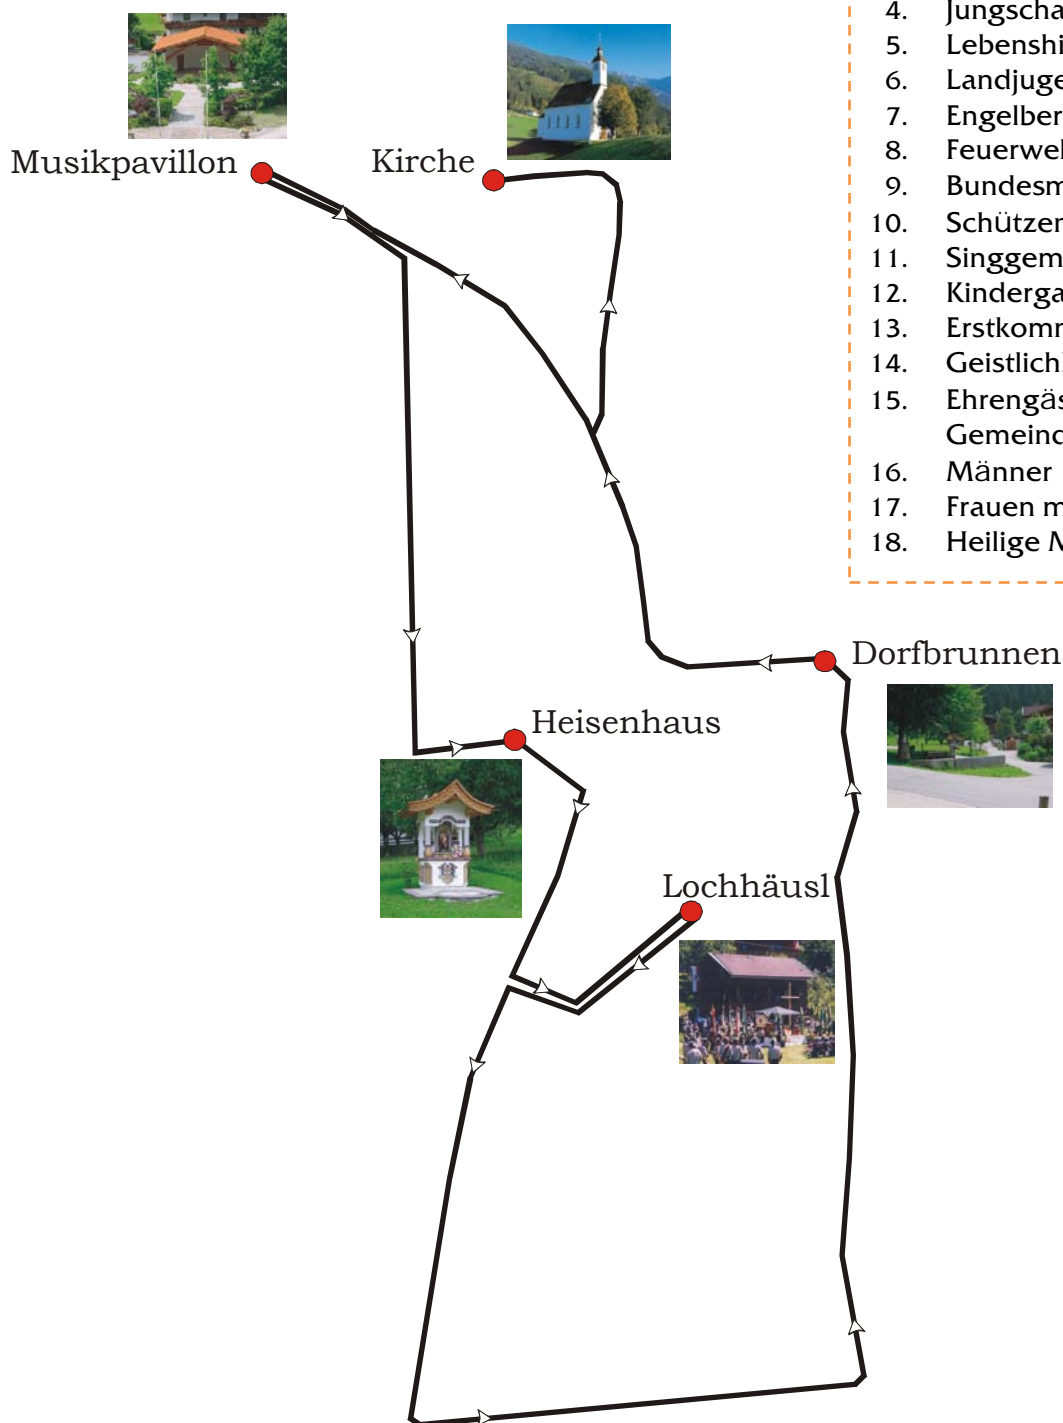 4. Jungscha
5. Lebenshi
6. Landjuge
7. Engelber
8. Feuerwe
9. Bundesm
10. Schützen
11. Singgem
12. Kinderga
13. Erstkomm
14. Geistlich
15. Ehrengäs
Gemeind
16. Männer
17. Frauen m
18. Heilige M
Musikpavillon
Kirche
Dorfbrunnen
Heisenhaus
Lochhäusl